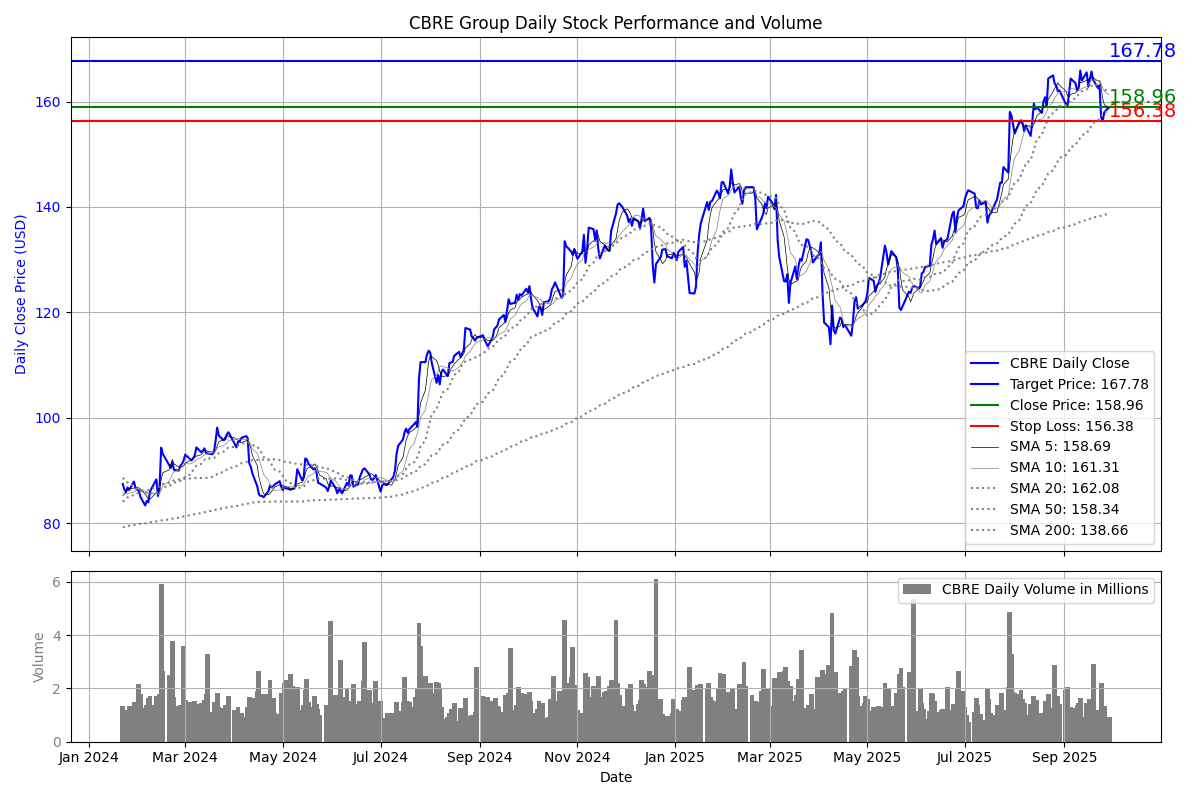 CBRE Group Daily Stock Performance and Volume
167.78
158.96
156.38
Daily Close Price (USD)
160
140
120
100
80
CBRE Daily Close
Target Price: 167.78
Close Price: 158.96
Stop Loss: 156.38
SMA 5: 158.69
SMA 10: 161.31
SMA 20: 162.08
SMA 50: 158.34
SMA 200: 138.66
Volume
6
4
2
0
CBRE Daily Volume in Millions
Jan 2024 Mar 2024 May 2024 Jul 2024 Sep 2024 Nov 2024 Jan 2025 Mar 2025 May 2025 Jul 2025 Sep 2025
Date